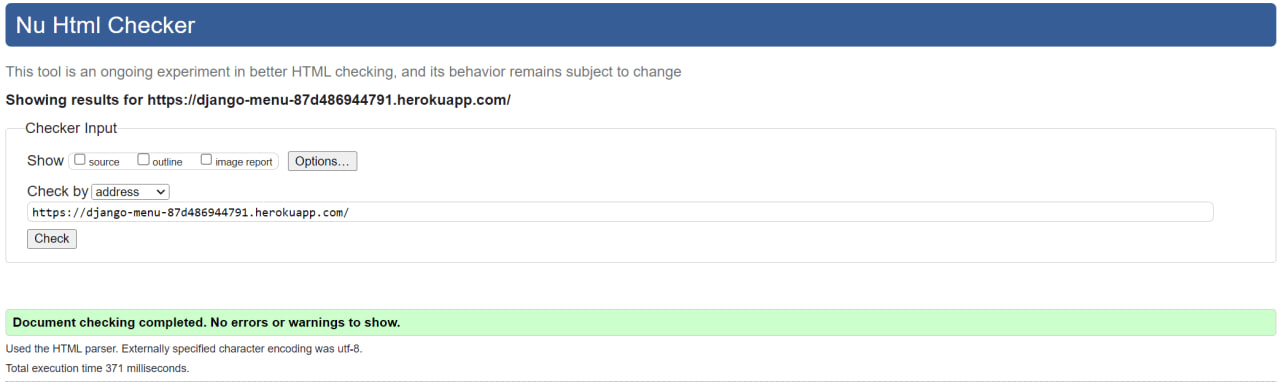 Nu Html Checker
This tool is an ongoing experiment in better HTML checking, and its behavior remains subject to change
Showing results for https://django-menu-87d486944791.herokuapp.com/
Checker Input
Show source outline image report Options...
Check by address
https://django-menu-87d486944791.herokuapp.com/
Check
Document checking completed. No errors or warnings to show.
Used the HTML parser. Externally specified character encoding was utf-8.
Total execution time 371 milliseconds.